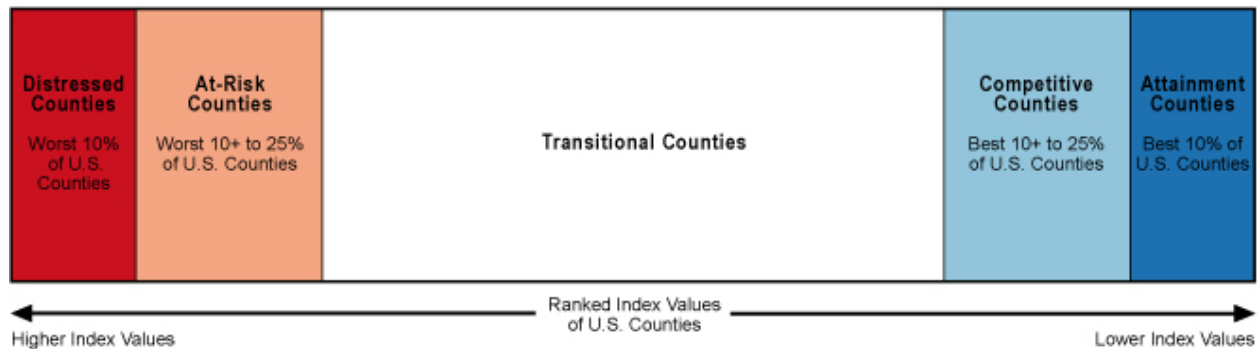 Distressed
Counties
Worst 10%
of U.S.
Counties
At-Risk
Counties
Worst 10+ to 25%
of U.S. Counties
Transitional Counties
Competitive
Counties
Best 10+ to 25%
of U.S. Counties
Attainment
Counties
Best 10% of
U.S. Counties
Ranked Index Values
of U.S. Counties
Higher Index Values
Lower Index Values